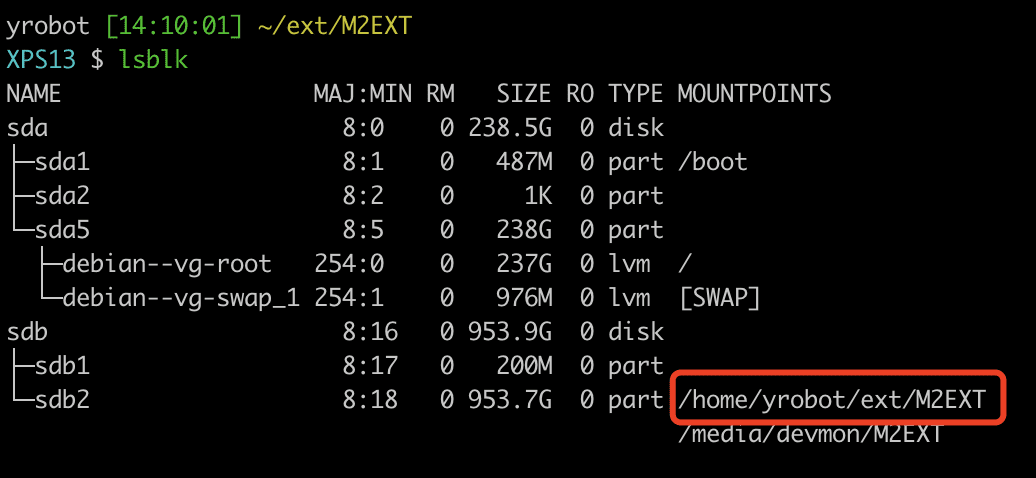 yrobot [14:10:01] ~/ext/M2EXT
XPS13 $ lsblk
NAME                  MAJ:MIN RM   SIZE RO TYPE MOUNTPOINTS
sda                     8:0    0 238.5G  0 disk
├─sda1                  8:1    0   487M  0 part /boot
├─sda2                  8:2    0     1K  0 part
└─sda5                  8:5    0   238G  0 part
  ├─debian--vg-root   254:0    0   237G  0 lvm  /
  └─debian--vg-swap_1 254:1    0   976M  0 lvm  [SWAP]
sdb                     8:16   0 953.9G  0 disk
├─sdb1                  8:17   0   200M  0 part
└─sdb2                  8:18   0 953.7G  0 part /home/yrobot/ext/M2EXT
                                                /media/devmon/M2EXT